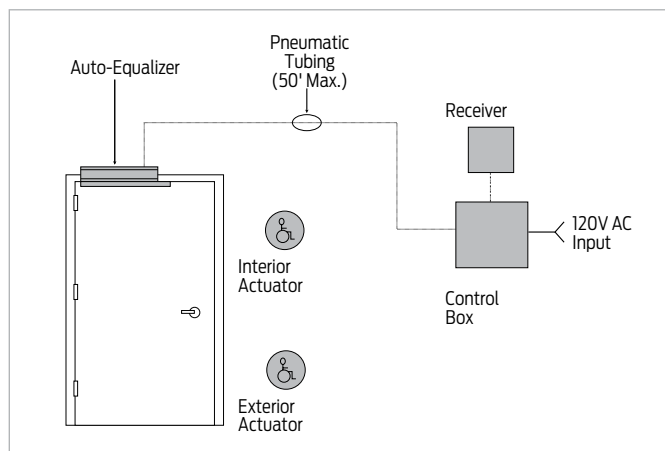 Auto-Equalizer
Pneumatic
Tubing
(50' Max.)
Receiver
120V AC
Input
Interior
Actuator
Control
Box
Exterior
Actuator